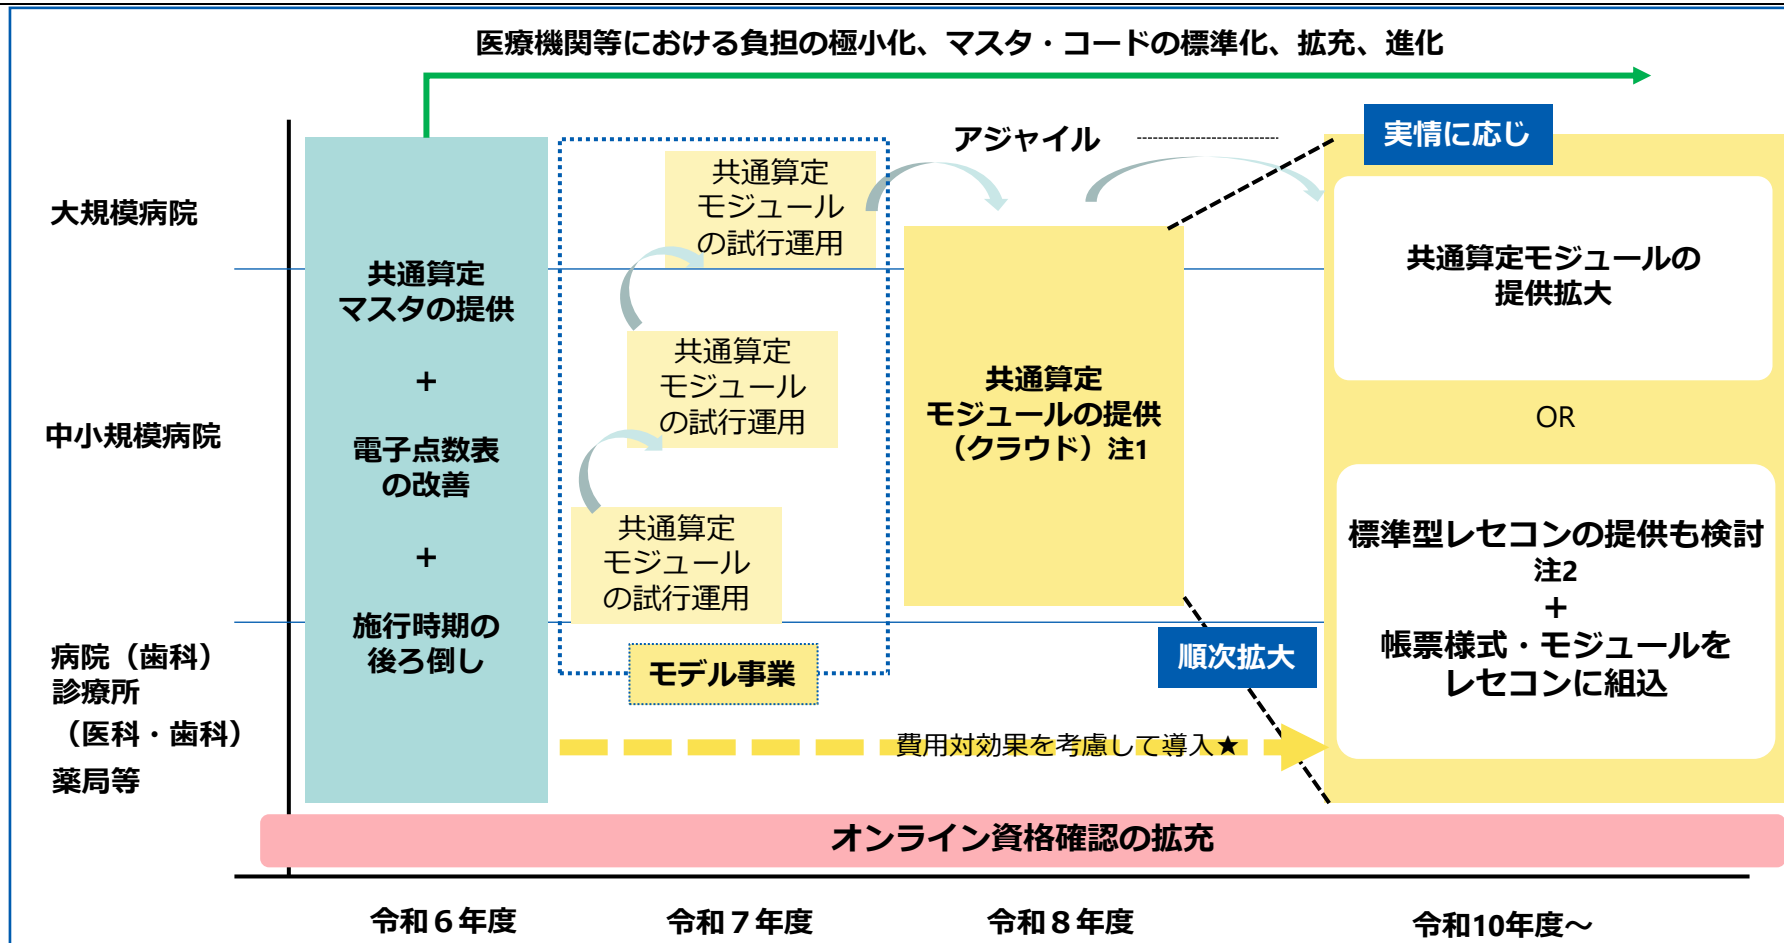 医療機関等における負担の極小化、マスタ・コードの標準化、拡充、進化
大規模病院
中小規模病院
病院（歯科）
診療所
（医科・歯科）
薬局等
共通算定
マスタの提供
+
電子点数表
の改善
+
施行時期の
後ろ倒し
共通算定
モジュール
の試行運用
共通算定
モジュール
の試行運用
共通算定
モジュール
の試行運用
モデル事業
アジャイル
共通算定
モジュールの提供
（クラウド）注1
実情に応じ
共通算定モジュールの
提供拡大
OR
標準型レセコンの提供も検討
注2
+
帳票様式・モジュールを
レセコンに組込
順次拡大
費用対効果を考慮して導入★
オンライン資格確認の拡充
令和６年度
令和７年度
令和８年度
令和10年度～